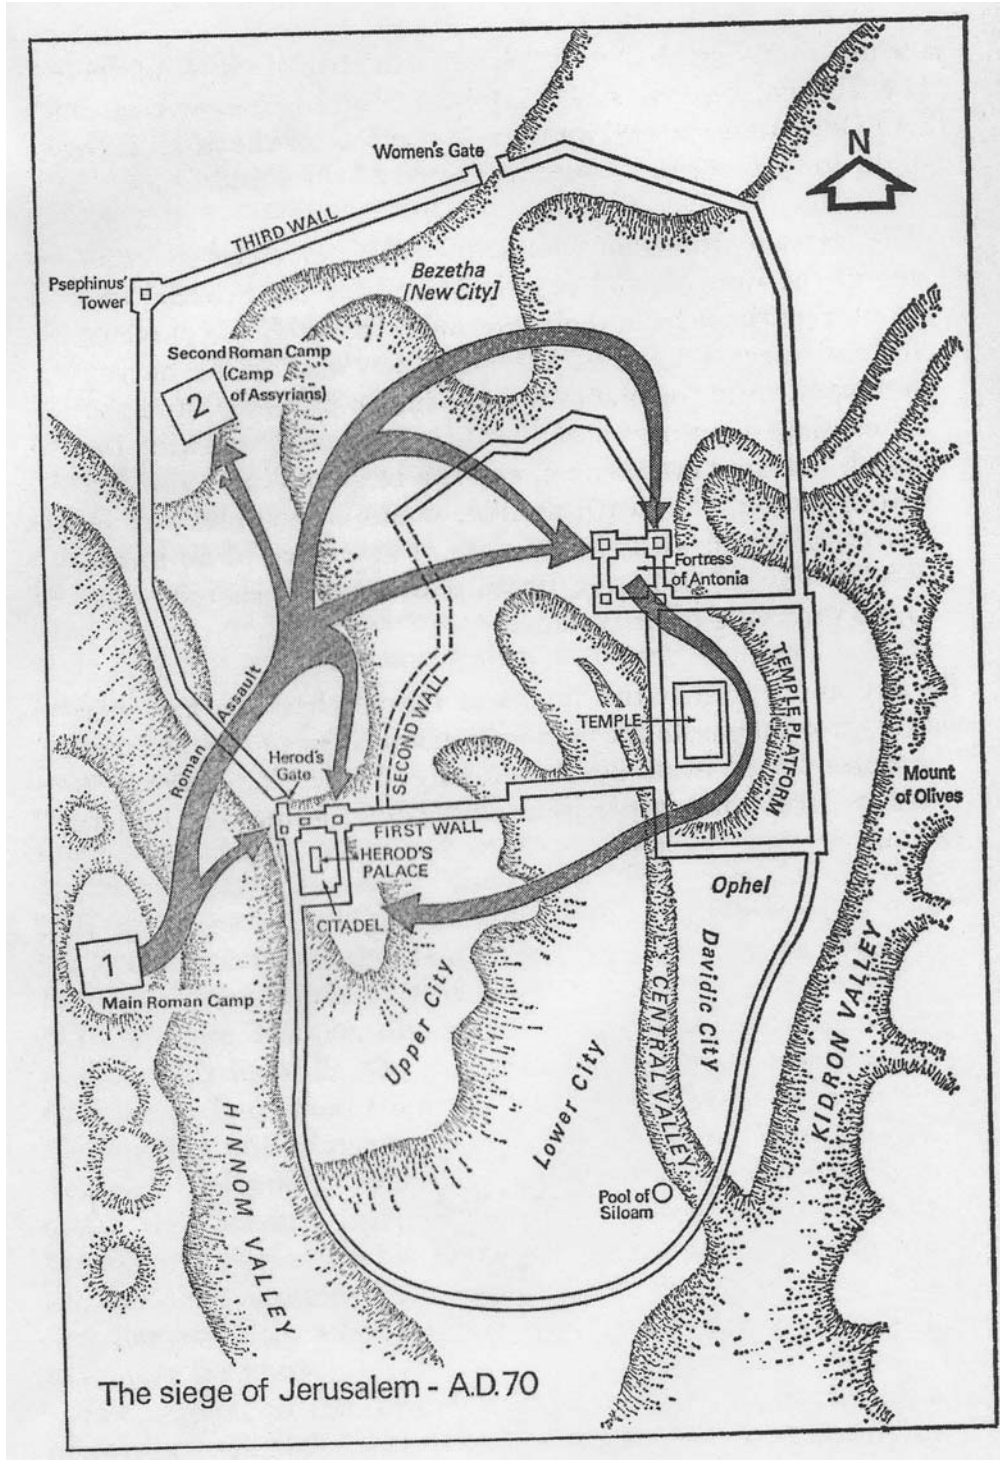 N
Women's Gate
THIRD WALL
Psephinus'
Tower
Bezetha
[New City]
Second Roman Camp
(Camp
of Assyrians)
2
Fortress
of Antonia
Roman Assault
SECOND WALL
TEMPLE
TEMPLE PLATFORM
Herod's
Gate
FIRST WALL
HEROD'S
PALACE
CITADEL
Mount
of Olives
Ophel
1
Main Roman Camp
Upper City
Lower City
CENTRAL VALLEY
Davidic City
KIDRON VALLEY
HINNOM VALLEY
Pool of
Siloam
The siege of Jerusalem - A.D.70